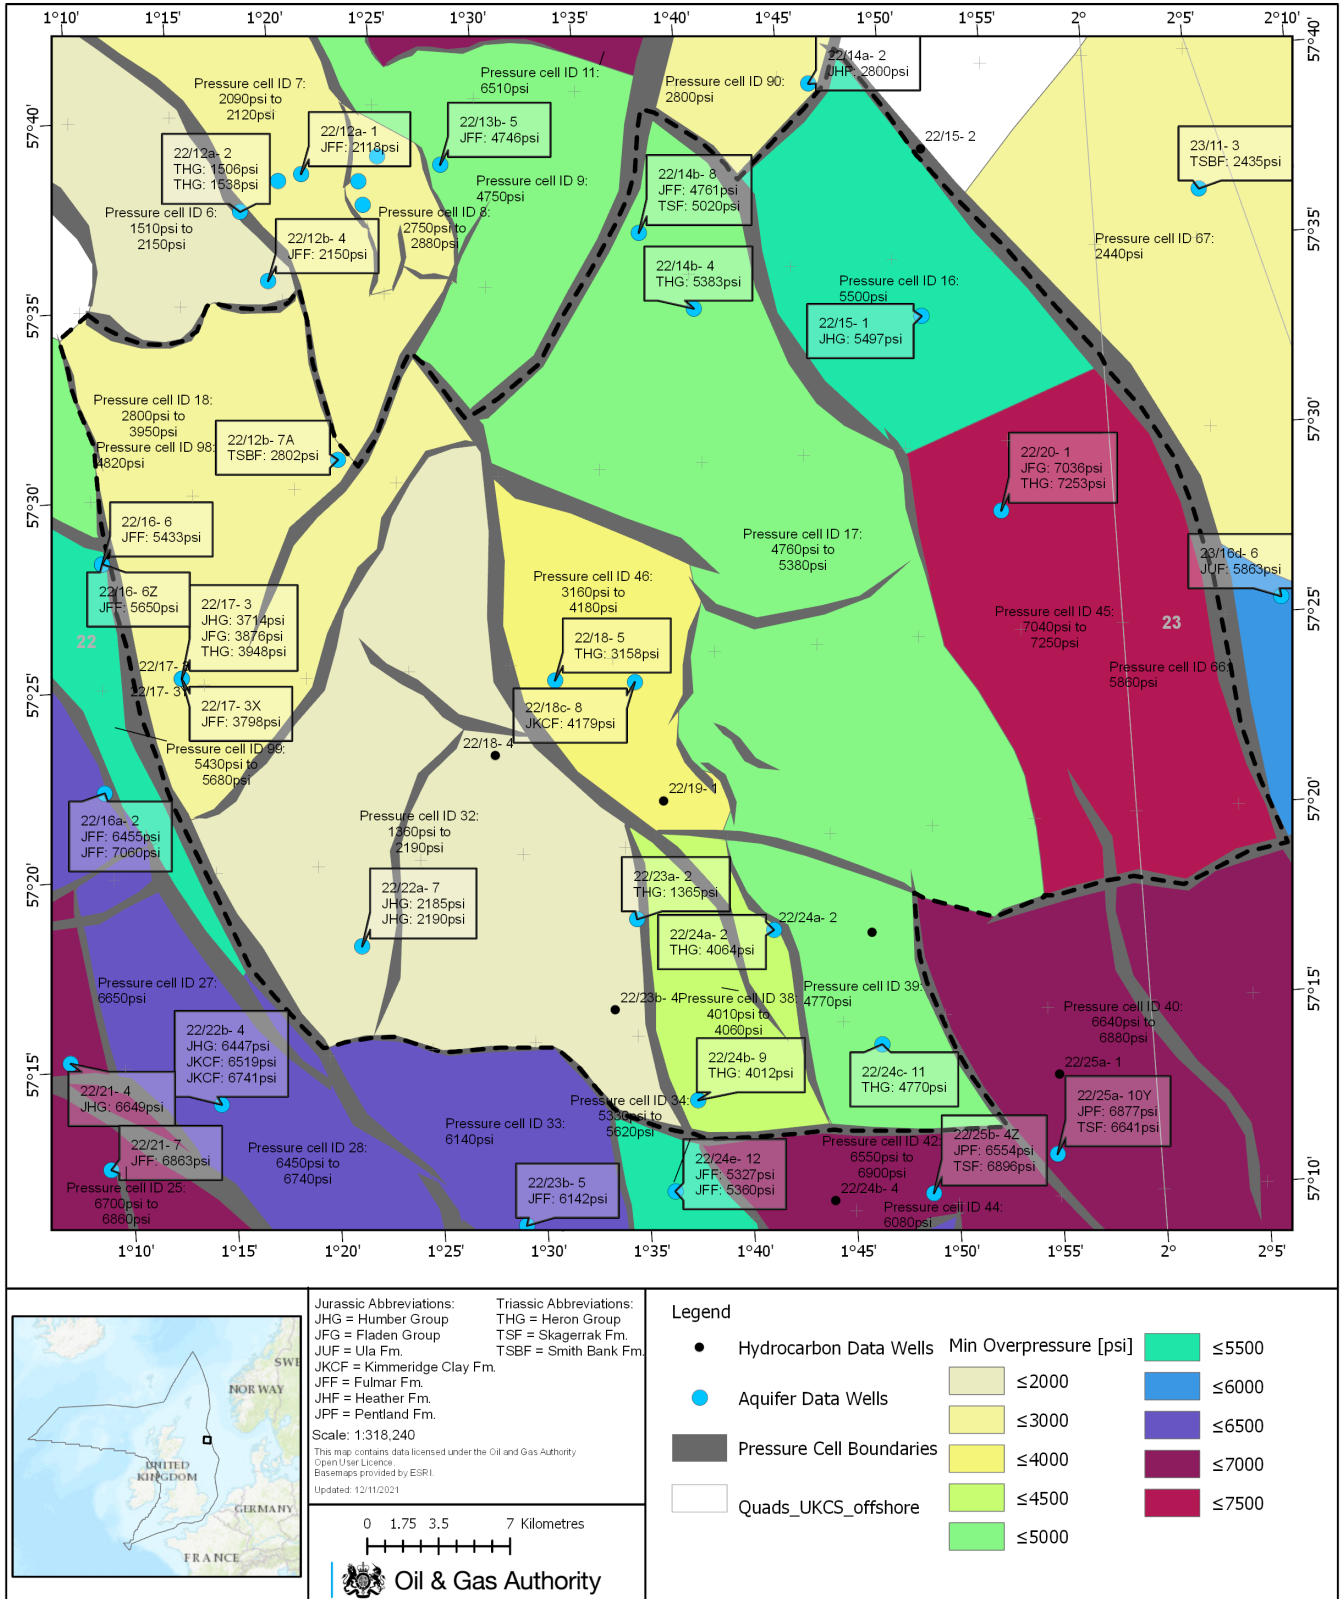 1°10'
1°20'
1°25'
1°30'
1°35'
1°40'
1°45'
1°50'
1°55'
2°
2°5'
2°10'
57°40'
57°35'
57°30'
57°25'
57°20'
57°15'
57°40'
57°35'
57°30'
57°25'
57°20'
57°15'
57°10'
Pressure cell ID 7:
2090psi to
2120psi
Pressure cell ID 11:
6510psi
Pressure cell ID 90:
2800psi
22/14a- 2
JHF: 2800psi
22/12a- 1
JFF: 2118psi
22/13b- 5
JFF: 4746psi
22/15- 2
23/11- 3
TSBF: 2435psi
22/12a- 2
THG: 1506psi
THG: 1538psi
Pressure cell ID 6:
1510psi to
2150psi
Pressure cell ID 9:
4750psi
22/14b- 8
JFF: 4761psi
TSF: 5020psi
Pressure cell ID 8:
2750psi to
2880psi
22/12b- 4
JFF: 2150psi
22/14b- 4
THG: 5383psi
Pressure cell ID 67:
2440psi
Pressure cell ID 16:
5500psi
22/15- 1
JHG: 5497psi
Pressure cell ID 18:
2800psi to
3950psi
Pressure cell ID 98:
4820psi
22/12b- 7A
TSBF: 2802psi
22/20- 1
JFG: 7036psi
THG: 7253psi
22/16- 6
JFF: 5433psi
Pressure cell ID 17:
4760psi to
5380psi
23/16d- 6
JUF: 5863psi
22/16- 6Z
JFF: 5650psi
22/17- 3
JHG: 3714psi
JFG: 3876psi
THG: 3948psi
Pressure cell ID 46:
3160psi to
4180psi
Pressure cell ID 45:
7040psi to
7250psi
22
23
22/18- 5
THG: 3158psi
22/17- 3
22/17- 3Y
22/17- 3X
JFF: 3798psi
22/18c- 8
JKCF: 4179psi
Pressure cell ID 66:
5860psi
Pressure cell ID 99:
5430psi to
5680psi
22/18- 4
22/19- 1
22/16a- 2
JFF: 6455psi
JFF: 7060psi
Pressure cell ID 32:
1360psi to
2190psi
22/22a- 7
JHG: 2185psi
JHG: 2190psi
22/23a- 2
THG: 1365psi
22/24a- 2
THG: 4064psi
22/24a- 2
Pressure cell ID 27:
6650psi
22/23b- 4
Pressure cell ID 38:
4010psi to
4060psi
Pressure cell ID 39:
4770psi
Pressure cell ID 40:
6640psi to
6880psi
22/22b- 4
JHG: 6447psi
JKCF: 6519psi
JKCF: 6741psi
22/24b- 9
THG: 4012psi
22/24c- 11
THG: 4770psi
22/25a- 1
22/21- 4
JHG: 6649psi
22/21- 7
JFF: 6863psi
Pressure cell ID 25:
6700psi to
6860psi
Pressure cell ID 28:
6450psi to
6740psi
Pressure cell ID 33:
6140psi
Pressure cell ID 34:
5330psi to
5620psi
22/23b- 5
JFF: 6142psi
22/24e- 12
JFF: 5327psi
JFF: 5360psi
Pressure cell ID 42:
6550psi to
6900psi
22/24b- 4
22/25b- 4Z
JPF: 6554psi
TSF: 6896psi
22/25a- 10Y
JPF: 6877psi
TSF: 6641psi
Pressure cell ID 44:
6080psi
1°10'
1°15'
1°20'
1°25'
1°30'
1°35'
1°40'
1°45'
1°50'
1°55'
2°
2°5'
SWE
NORWAY
UNITED
KINGDOM
GERMANY
FRANCE
Jurassic Abbreviations:
JHG = Humber Group
JFG = Fladen Group
JUF = Ula Fm.
JKCF = Kimmeridge Clay Fm.
JFF = Fulmar Fm.
JHF = Heather Fm.
JPF = Pentland Fm.
Triassic Abbreviations:
THG = Heron Group
TSF = Skagerrak Fm.
TSBF = Smith Bank Fm.
Scale: 1:318,240
This map contains data licensed under the Oil and Gas Authority
Open User Licence.
Basemaps provided by ESRI.
Updated: 12/11/2021
0 1.75 3.5 7 Kilometres
Oil & Gas Authority
Legend
Hydrocarbon Data Wells
Aquifer Data Wells
Pressure Cell Boundaries
Quads_UKCS_offshore
Min Overpressure [psi]
≤2000
≤3000
≤4000
≤4500
≤5000
≤5500
≤6000
≤6500
≤7000
≤7500